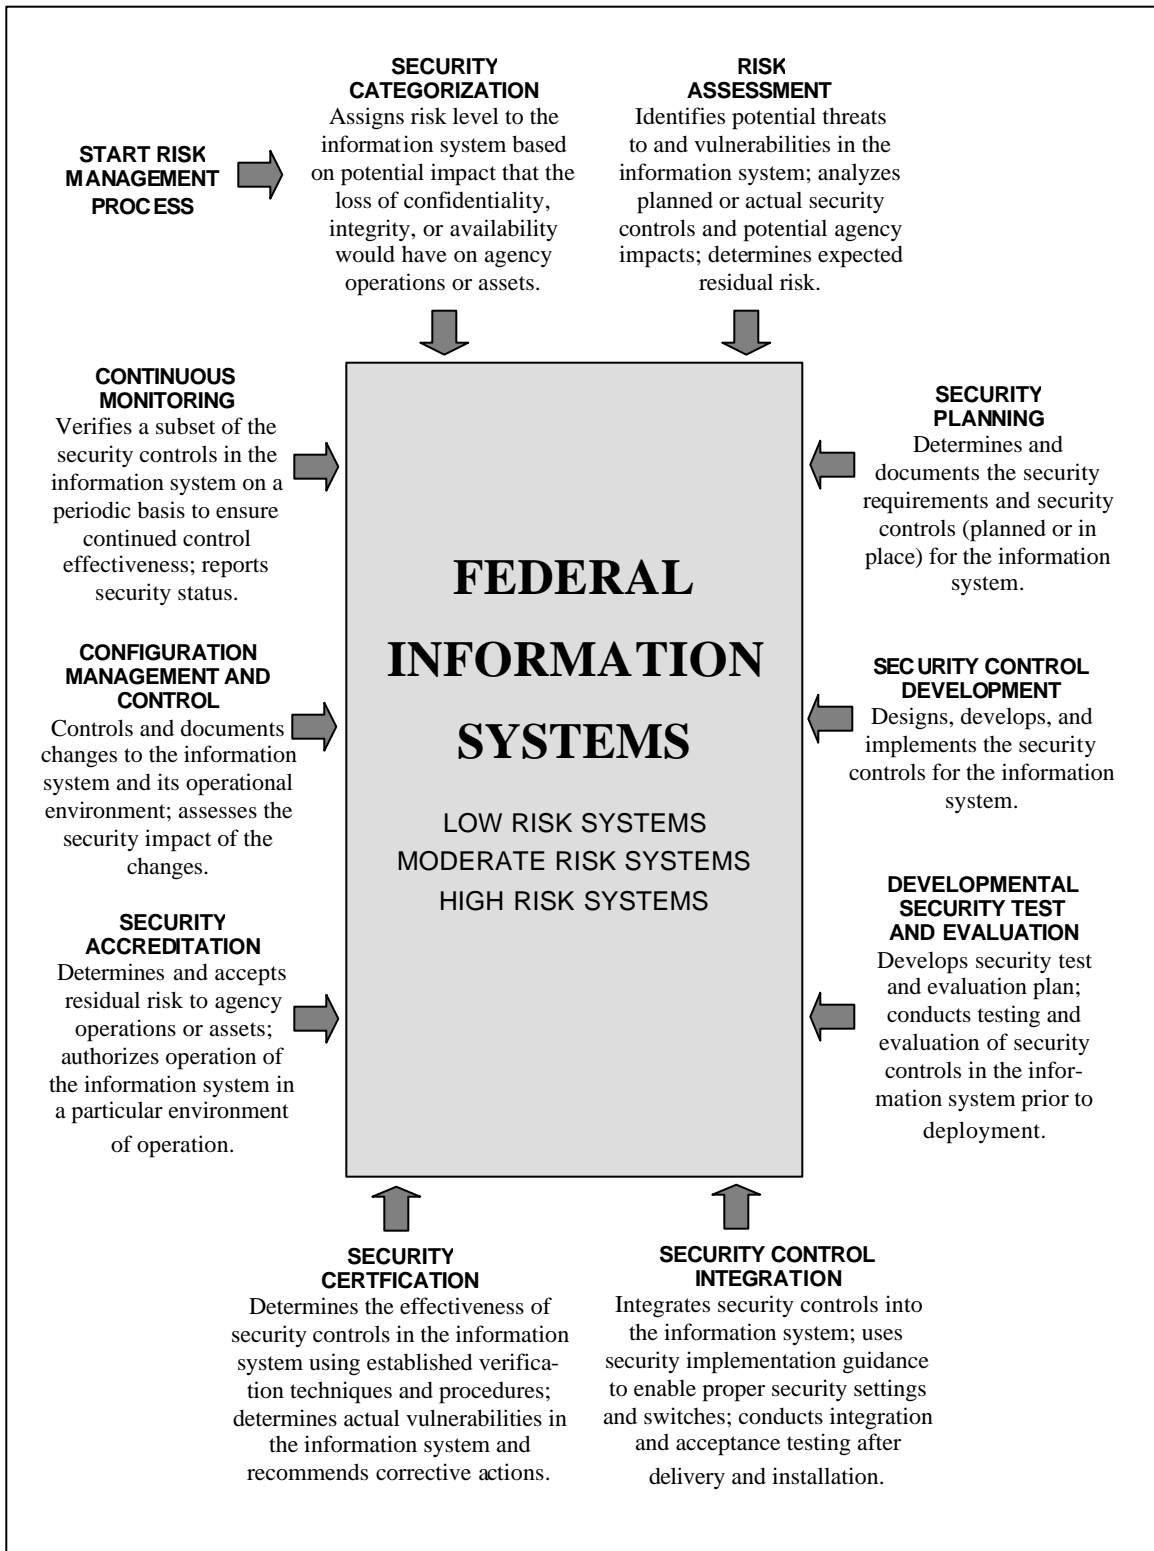 START RISK
MANAGEMENT
PROCESS
SECURITY
CATEGORIZATION
Assigns risk level to the
information system based
on potential impact that the
loss of confidentiality,
integrity, or availability
would have on agency
operations or assets.
RISK
ASSESSMENT
Identifies potential threats
to and vulnerabilities in the
information system; analyzes
planned or actual security
controls and potential agency
impacts; determines expected
residual risk.
CONTINUOUS
MONITORING
Verifies a subset of the
security controls in the
information system on a
periodic basis to ensure
continued control
effectiveness; reports
security status.
SECURITY
PLANNING
Determines and
documents the security
requirements and security
controls (planned or in
place) for the information
system.
FEDERAL
INFORMATION
SYSTEMS
LOW RISK SYSTEMS
MODERATE RISK SYSTEMS
HIGH RISK SYSTEMS
CONFIGURATION
MANAGEMENT AND
CONTROL
Controls and documents
changes to the information
system and its operational
environment; assesses the
security impact of the
changes.
SECURITY CONTROL
DEVELOPMENT
Designs, develops, and
implements the security
controls for the information
system.
SECURITY
ACCREDITATION
Determines and accepts
residual risk to agency
operations or assets;
authorizes operation of
the information system in
a particular environment
of operation.
DEVELOPMENTAL
SECURITY TEST
AND EVALUATION
Develops security test
and evaluation plan;
conducts testing and
evaluation of security
controls in the infor-
mation system prior to
deployment.
SECURITY
CERTFICATION
Determines the effectiveness of
security controls in the information
system using established verifica-
tion techniques and procedures;
determines actual vulnerabilities in
the information system and
recommends corrective actions.
SECURITY CONTROL
INTEGRATION
Integrates security controls into
the information system; uses
security implementation guidance
to enable proper security settings
and switches; conducts integration
and acceptance testing after
delivery and installation.